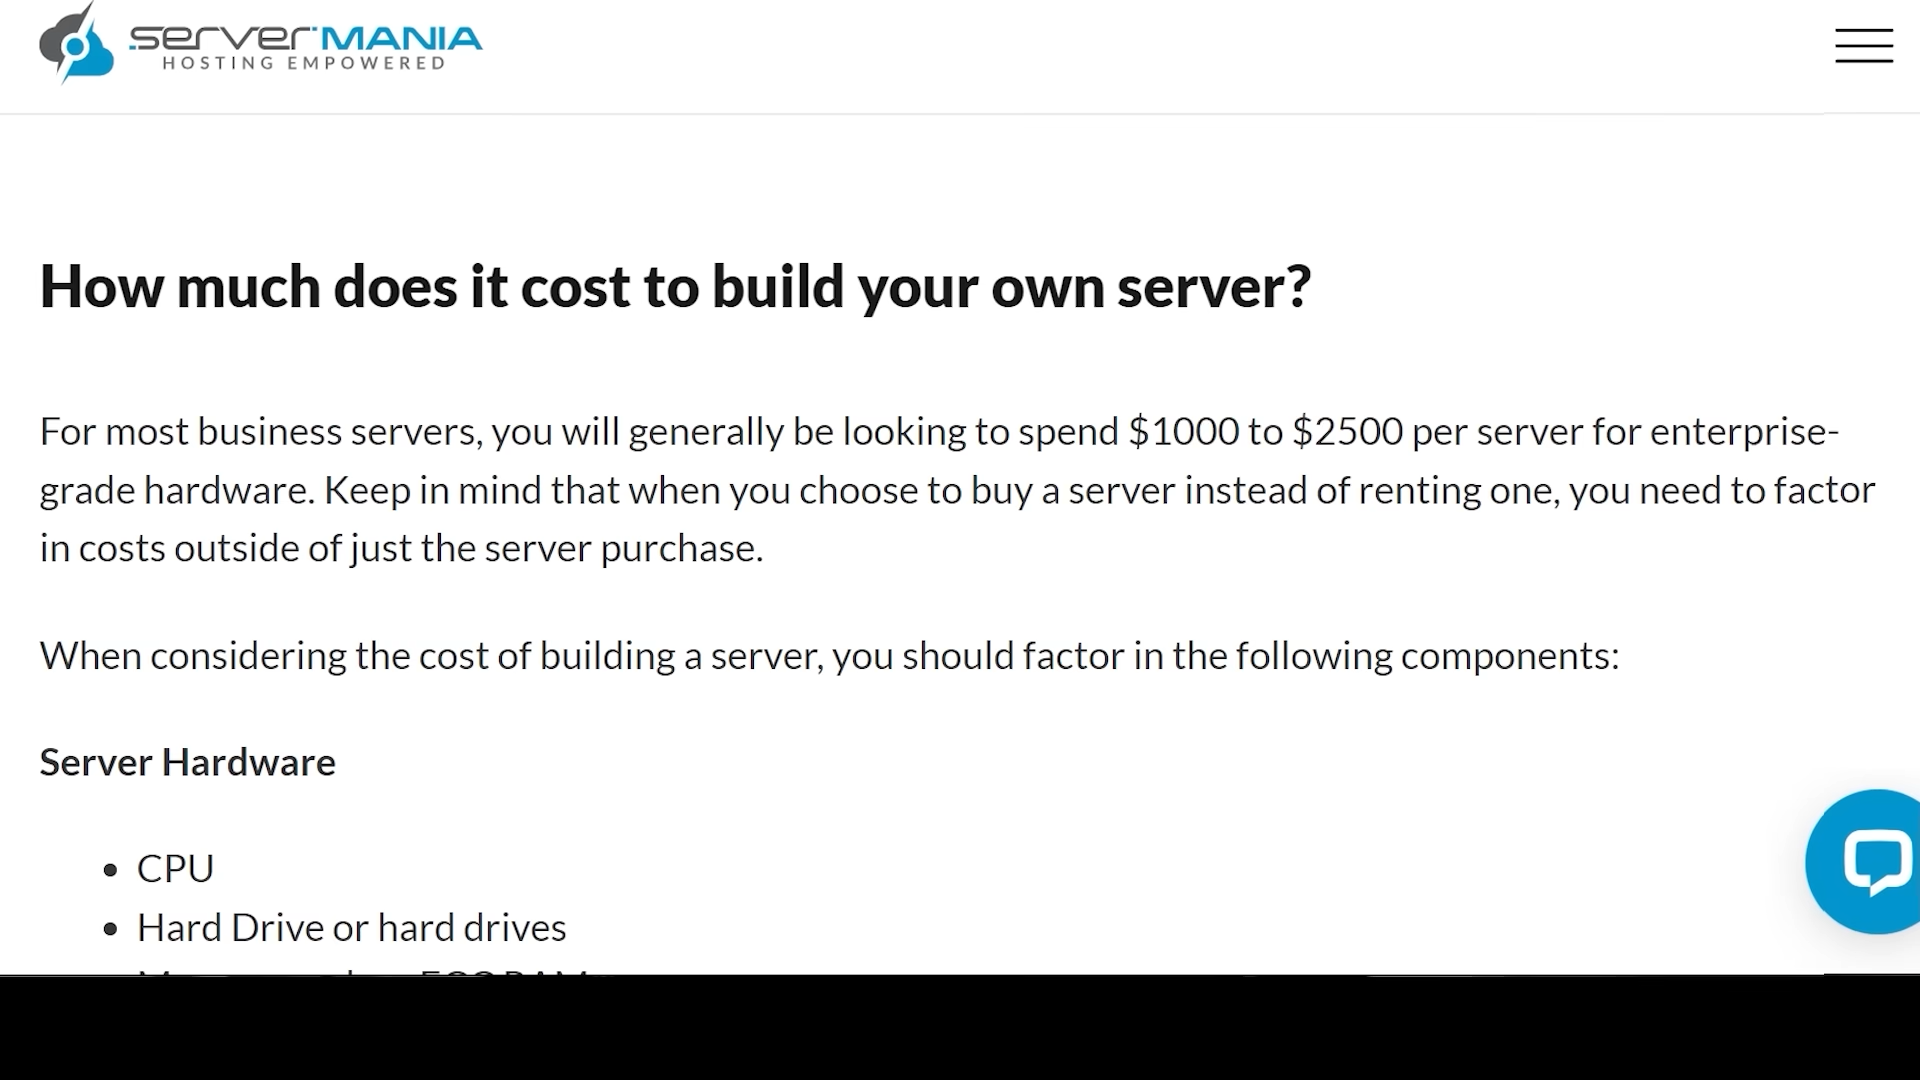 serverMANIA
HOSTING EMPOWERED
How much does it cost to build your own server?
For most business servers, you will generally be looking to spend $1000 to $2500 per server for enterprise-
grade hardware. Keep in mind that when you choose to buy a server instead of renting one, you need to factor
in costs outside of just the server purchase.
When considering the cost of building a server, you should factor in the following components:
Server Hardware
• CPU
• Hard Drive or hard drives